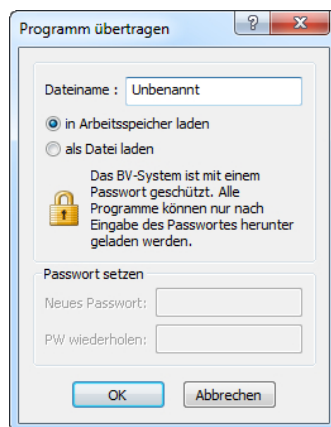 Programm übertragen
Dateiname :
Unbenannt
in Arbeitsspeicher laden
als Datei laden
Das BV-System ist mit einem
Passwort geschützt. Alle
Programme können nur nach
Eingabe des Passwortes herunter
geladen werden.
Passwort setzen
Neues Passwort:
PW wiederholen:
OK
Abbrechen